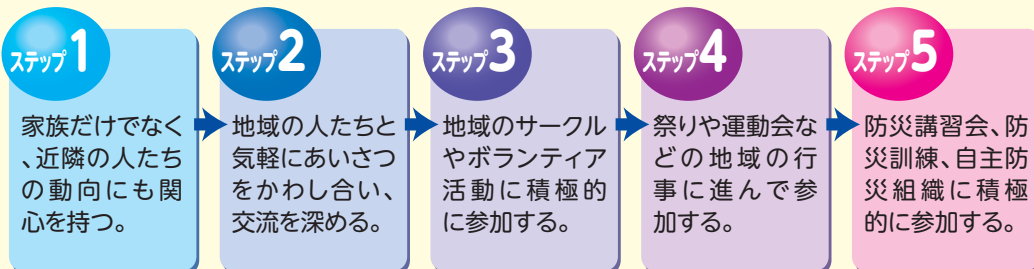 ステップ1
家族だけでなく
、近隣の人たち
の動向にも関
心を持つ。
ステップ2
地域の人たちと
気軽にあいさつ
をかわし合い、
交流を深める。
ステップ3
地域のサークル
やボランティア
活動に積極的
に参加する。
ステップ4
祭りや運動会な
どの地域の行
事に進んで参
加する。
ステップ5
防災講習会、防
災訓練、自主防
災組織に積極
的に参加する。